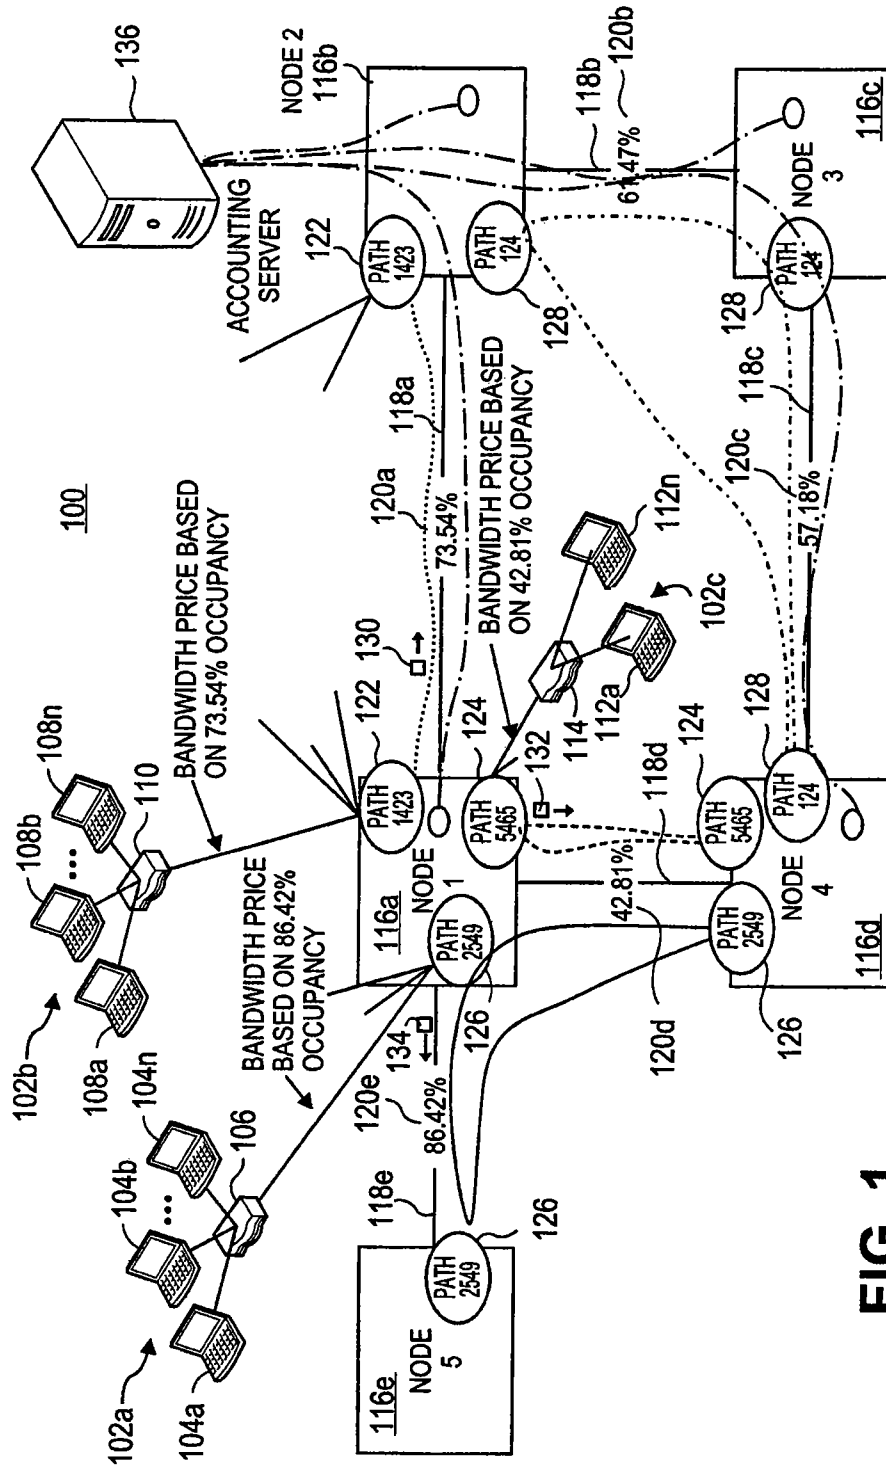 100
102a
104a
104b
104n
...
106
102b
108a
108b
108n
...
110
136
ACCOUNTING
SERVER
BANDWIDTH PRICE BASED
ON 73.54% OCCUPANCY
BANDWIDTH PRICE
BASED ON 86.42%
OCCUPANCY
116e
NODE
5
PATH
2549
126
118e
120e
86.42%
134
116a
NODE
1
PATH
1423
122
PATH
2549
126
PATH
5465
124
130
120a
118a
73.54%
122
PATH
1423
NODE 2
116b
PATH
124
128
BANDWIDTH PRICE BASED
ON 42.81% OCCUPANCY
132
114
112a
112n
102c
118b
61.47%
120b
42.81%
120d
118d
PATH
2549
126
PATH
5465
124
PATH
124
128
NODE
4
116d
120c
57.18%
118c
128
PATH
124
NODE
3
116c
FIG. 1